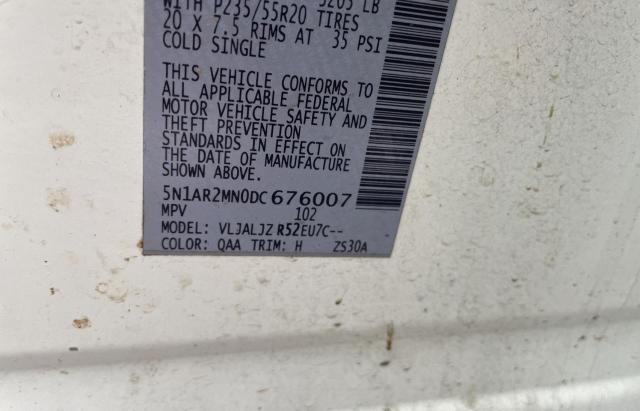 WITH P235/55R20 TIRES
20 X 7.5 RIMS AT 35 PSI
COLD SINGLE
THIS VEHICLE CONFORMS TO
ALL APPLICABLE FEDERAL
MOTOR VEHICLE SAFETY AND
THEFT PREVENTION
STANDARDS IN EFFECT ON
THE DATE OF MANUFACTURE
SHOWN ABOVE.
5N1AR2MN0DC676007
MPV 102
MODEL: VLJALJZ R52EU7C--
COLOR: QAA TRIM: H ZS30A